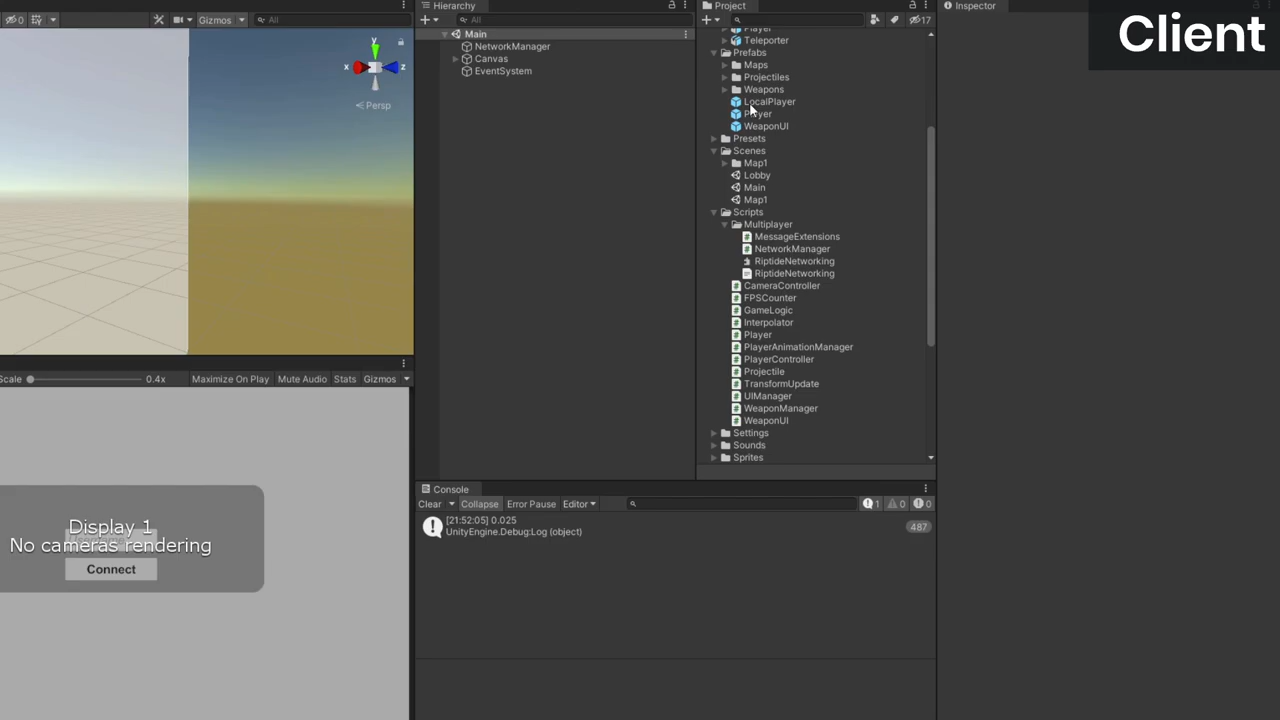 Client
Hierarchy
Project
Inspector
0
Gizmos
All
All
17
Main
NetworkManager
Canvas
EventSystem
y
x
z
Persp
Player
Teleporter
Prefabs
Maps
Projectiles
Weapons
LocalPlayer
Player
WeaponUI
Presets
Scenes
Map1
Lobby
Main
Map1
Scripts
Multiplayer
MessageExtensions
NetworkManager
RiptideNetworking
RiptideNetworking
CameraController
FPSCounter
GameLogic
Interpolator
Player
PlayerAnimationManager
PlayerController
Projectile
TransformUpdate
UIManager
WeaponManager
WeaponUI
Settings
Sounds
Sprites
Scale 0.4x Maximize On Play Mute Audio Stats Gizmos
Display 1
No cameras rendering
Connect
Console
Clear Collapse Error Pause Editor 1 0 0
[21:52:05] 0.025
UnityEngine.Debug:Log (object)
487